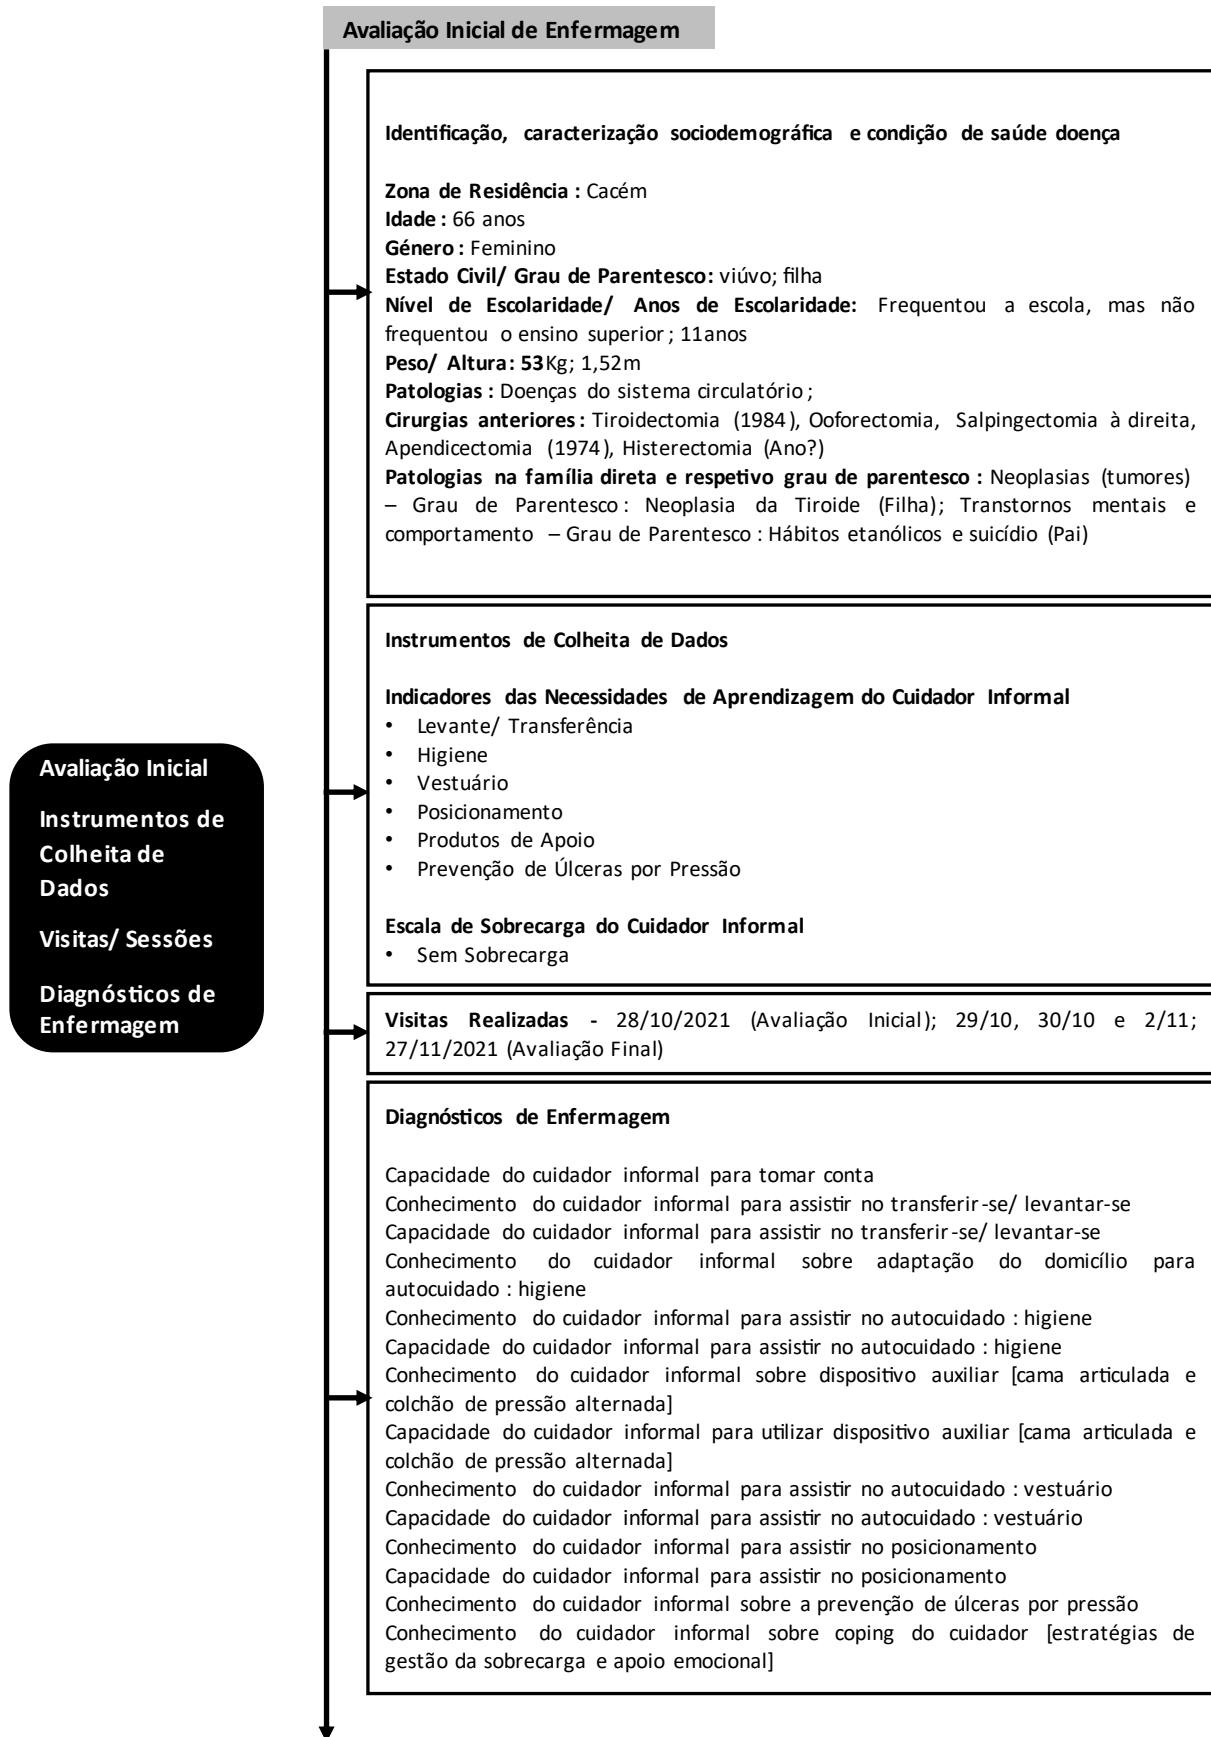 Avaliação Inicial de Enfermagem
Identificação, caracterização sociodemográfica e condição de saúde doença
Zona de Residência : Cacém
Idade : 66 anos
Género : Feminino
Estado Civil/ Grau de Parentesco: viúvo; filha
Nível de Escolaridade/ Anos de Escolaridade: Frequentou a escola, mas não
frequentou o ensino superior ; 11anos
Peso/ Altura: 53Kg; 1,52m
Patologias : Doenças do sistema circulatório ;
Cirurgias anteriores : Tiroidectomia (1984), Ooforectomia, Salpingectomia à direita,
Apendicectomia (1974), Histerectomia (Ano?)
Patologias na família direta e respetivo grau de parentesco : Neoplasias (tumores)
– Grau de Parentesco : Neoplasia da Tiroide (Filha); Transtornos mentais e
comportamento – Grau de Parentesco : Hábitos etanólicos e suicídio (Pai)
Instrumentos de Colheita de Dados
Indicadores das Necessidades de Aprendizagem do Cuidador Informal
• Levante/ Transferência
• Higiene
• Vestuário
• Posicionamento
• Produtos de Apoio
• Prevenção de Úlceras por Pressão
Escala de Sobrecarga do Cuidador Informal
• Sem Sobrecarga
Avaliação Inicial
Instrumentos de
Colheita de
Dados
Visitas/ Sessões
Diagnósticos de
Enfermagem
Visitas Realizadas - 28/10/2021 (Avaliação Inicial); 29/10, 30/10 e 2/11;
27/11/2021 (Avaliação Final)
Diagnósticos de Enfermagem
Capacidade do cuidador informal para tomar conta
Conhecimento do cuidador informal para assistir no transferir-se/ levantar-se
Capacidade do cuidador informal para assistir no transferir-se/ levantar-se
Conhecimento do cuidador informal sobre adaptação do domicílio para
autocuidado : higiene
Conhecimento do cuidador informal para assistir no autocuidado : higiene
Capacidade do cuidador informal para assistir no autocuidado : higiene
Conhecimento do cuidador informal sobre dispositivo auxiliar [cama articulada e
colchão de pressão alternada]
Capacidade do cuidador informal para utilizar dispositivo auxiliar [cama articulada e
colchão de pressão alternada]
Conhecimento do cuidador informal para assistir no autocuidado : vestuário
Capacidade do cuidador informal para assistir no autocuidado : vestuário
Conhecimento do cuidador informal para assistir no posicionamento
Capacidade do cuidador informal para assistir no posicionamento
Conhecimento do cuidador informal sobre a prevenção de úlceras por pressão
Conhecimento do cuidador informal sobre coping do cuidador [estratégias de
gestão da sobrecarga e apoio emocional]